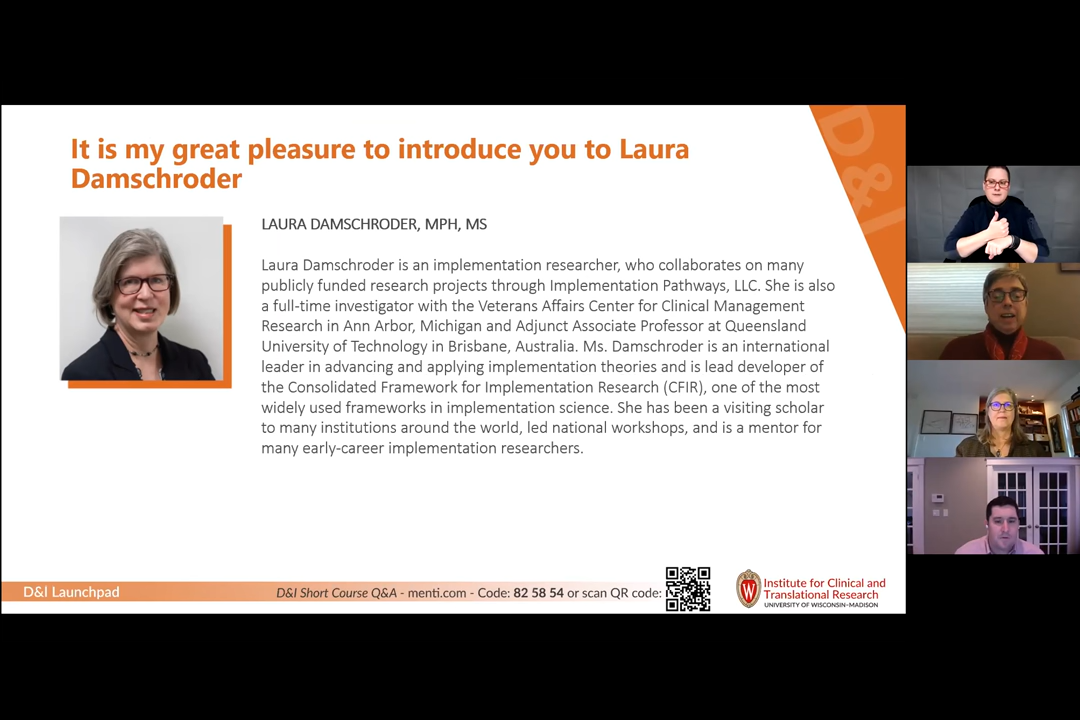 It is my great pleasure to introduce you to Laura
Damschroder
D&I
LAURA DAMSCHRODER, MPH, MS
Laura Damschroder is an implementation researcher, who collaborates on many
publicly funded research projects through Implementation Pathways, LLC. She is also
a full-time investigator with the Veterans Affairs Center for Clinical Management
Research in Ann Arbor, Michigan and Adjunct Associate Professor at Queensland
University of Technology in Brisbane, Australia. Ms. Damschroder is an international
leader in advancing and applying implementation theories and is lead developer of
the Consolidated Framework for Implementation Research (CFIR), one of the most
widely used frameworks in implementation science. She has been a visiting scholar
to many institutions around the world, led national workshops, and is a mentor for
many early-career implementation researchers.
D&I Launchpad
D&I Short Course Q&A - menti.com - Code: 82 58 54 or scan QR code:
W
Institute for Clinical and
Translational Research
UNIVERSITY OF WISCONSIN–MADISON